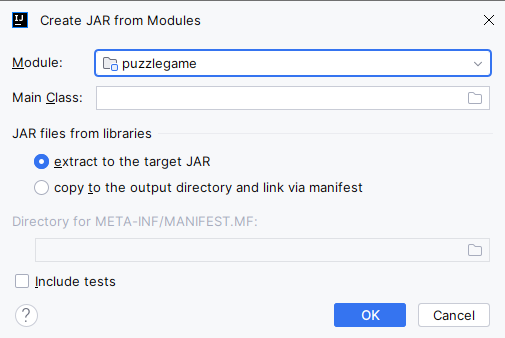 IJ Create JAR from Modules
Module: puzzlegame
Main Class:
JAR files from libraries
extract to the target JAR
copy to the output directory and link via manifest
Directory for META-INF/MANIFEST.MF:
Include tests
? OK Cancel